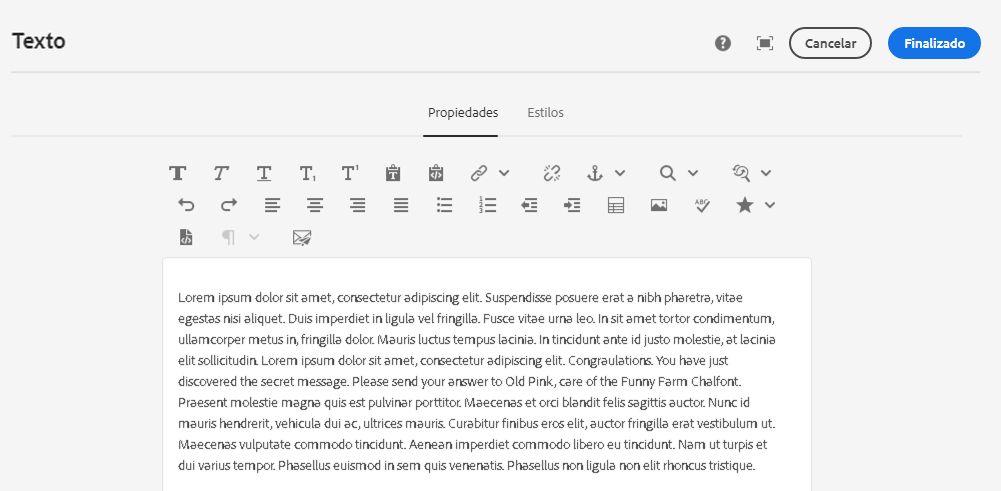 Texto
Cancelar
Finalizado
Propiedades
Estilos
Lorem ipsum dolor sit amet, consectetur adipiscing elit. Suspendisse posuere erat a nibh pharetra, vitae
egestas nisi aliquet. Duis imperdiet in ligula vel fringilla. Fusce vitae urna leo. In sit amet tortor condimentum,
ullamcorper metus in, fringilla dolor. Mauris luctus tempus lacinia. In tincidunt ante id justo molestie, at lacinia
elit sollicitudin. Lorem ipsum dolor sit amet, consectetur adipiscing elit. Congraulations. You have just
discovered the secret message. Please send your answer to Old Pink, care of the Funny Farm Chalfont.
Praesent molestie magna quis est pulvinar porttitor. Maecenas et orci blandit felis sagittis auctor. Nunc id
mauris hendrerit, vehicula dui ac, ultrices mauris. Curabitur finibus eros elit, auctor fringilla erat vestibulum ut.
Maecenas vulputate commodo tincidunt. Aenean imperdiet commodo libero eu tincidunt. Nam ut turpis et
dui varius tempor. Phasellus euismod in sem quis venenatis. Phasellus non ligula non elit rhoncus tristique.